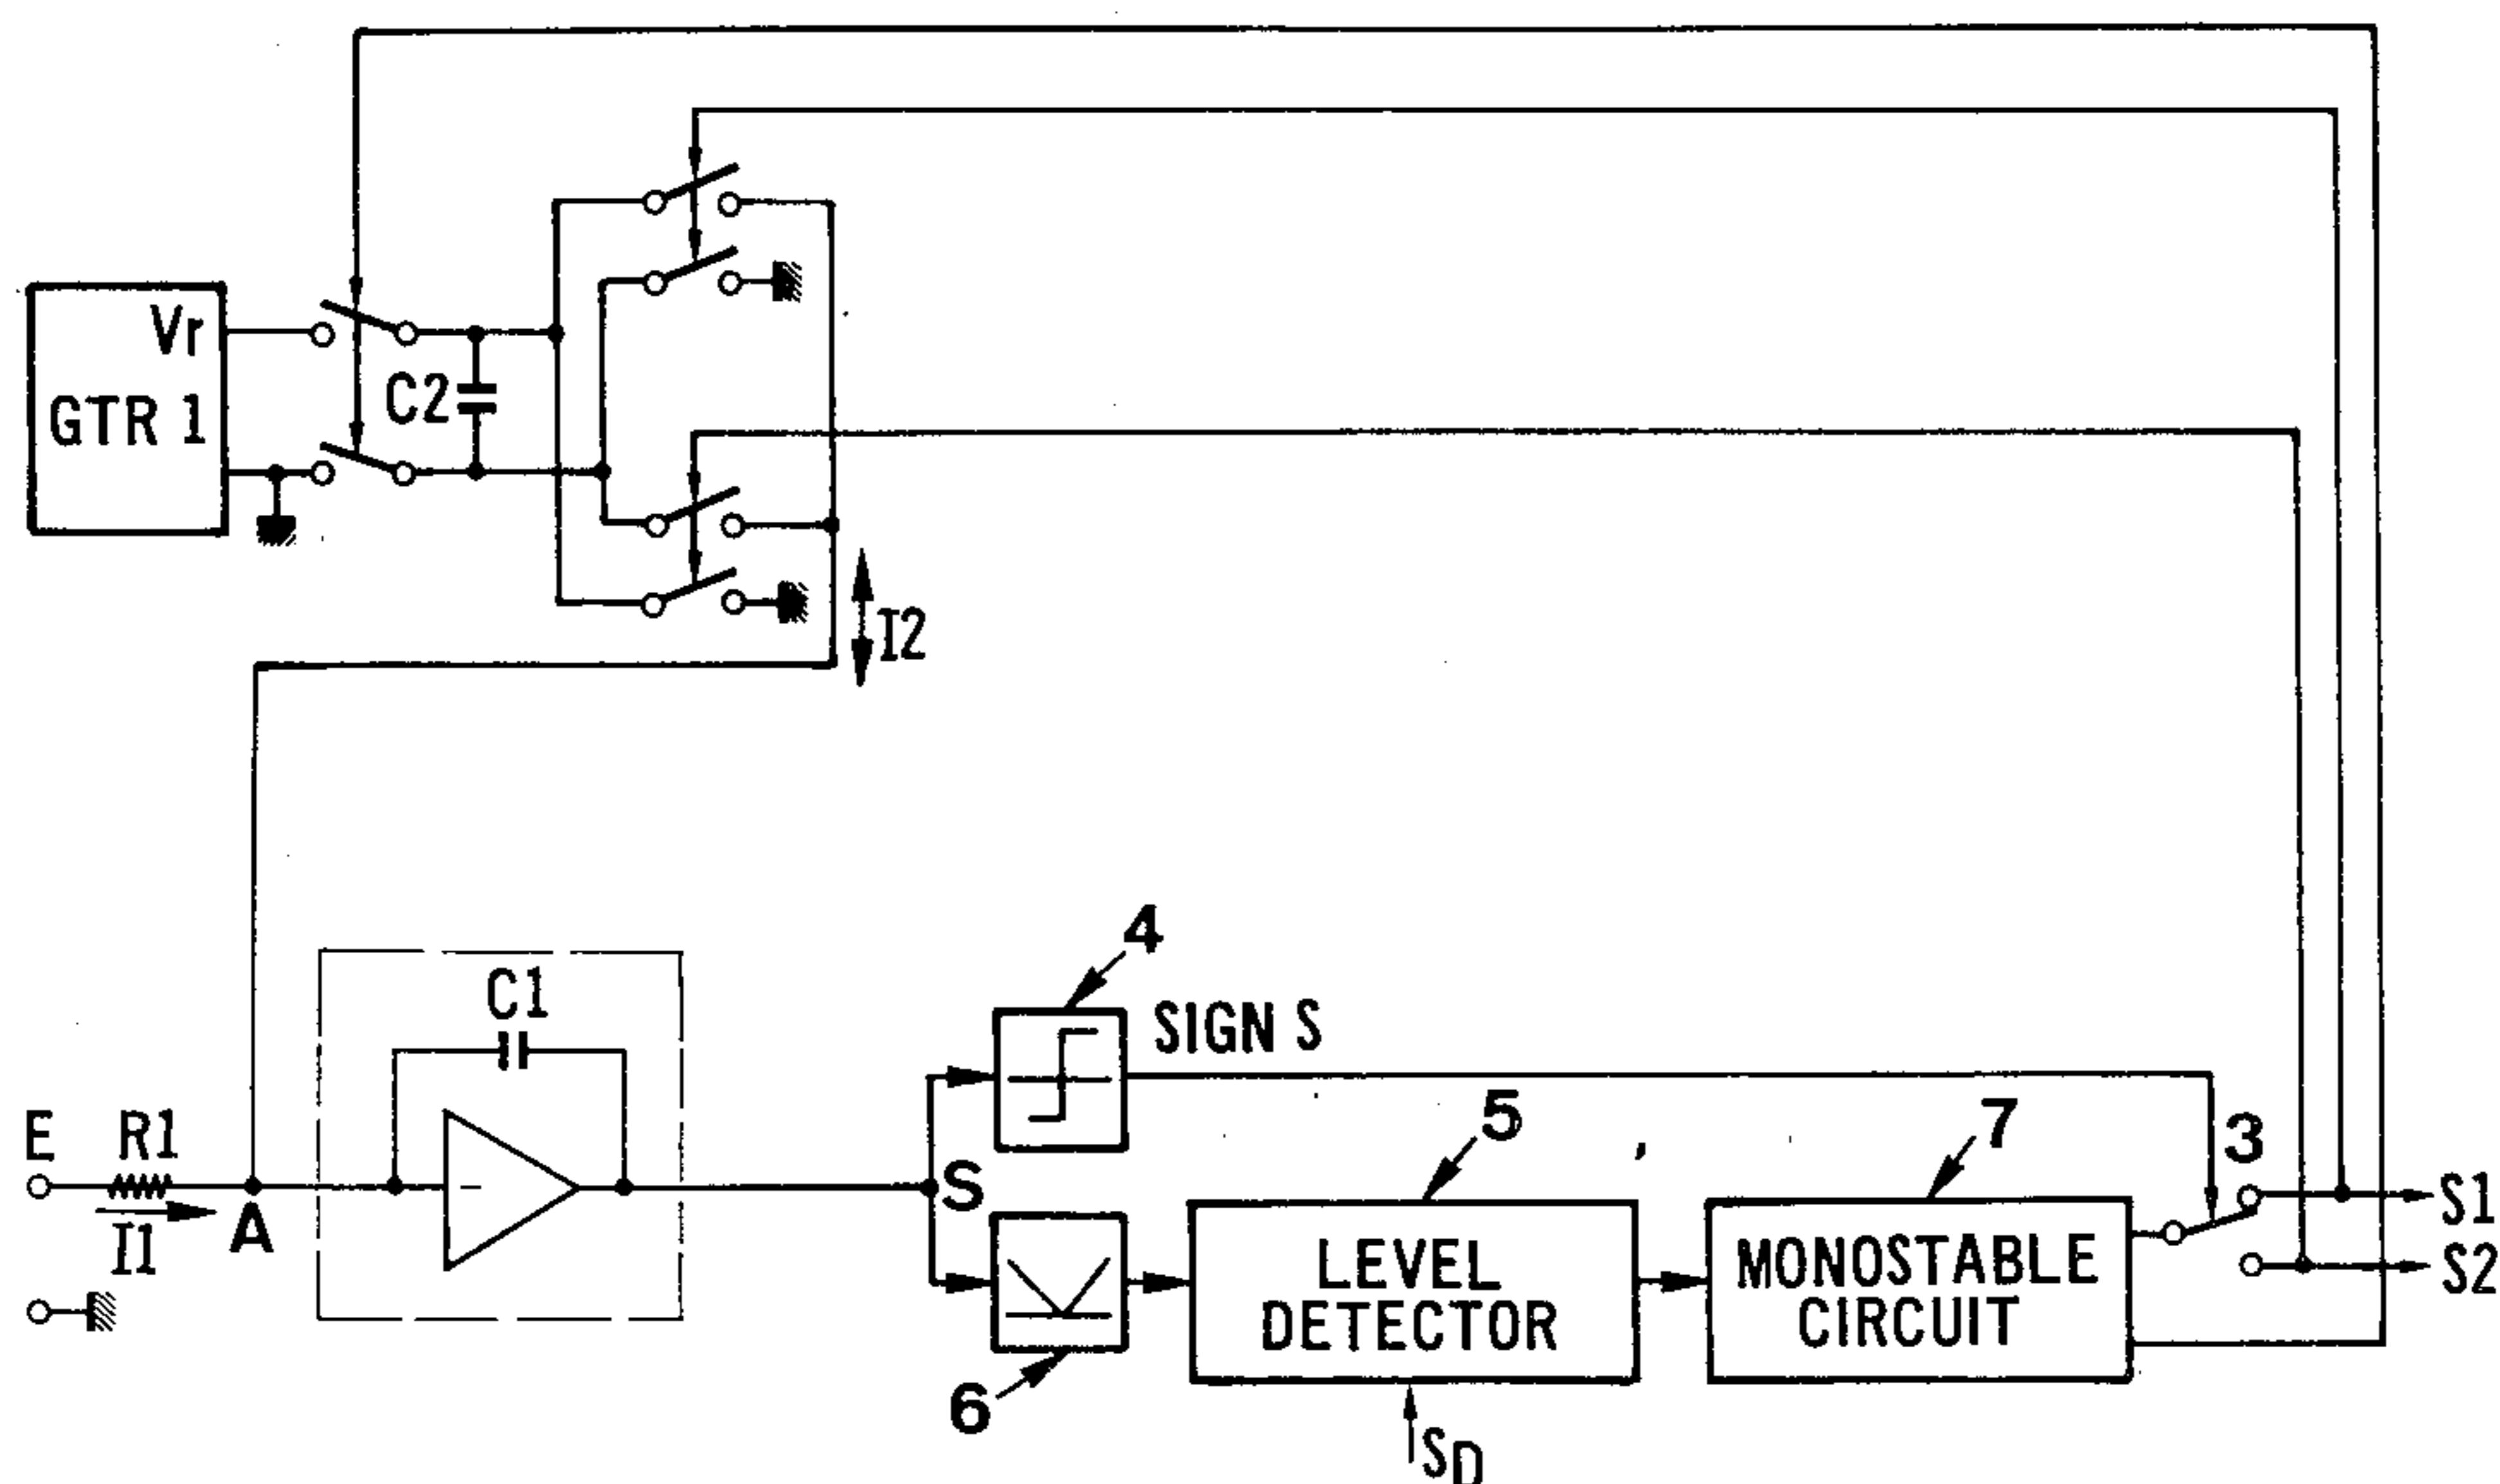 Vr
GTR 1
C2
I2
4
C1
SIGN S
5
7
3
E
R1
S
S1
I1
A
LEVEL
DETECTOR
MONOSTABLE
CIRCUIT
S2
6
SD